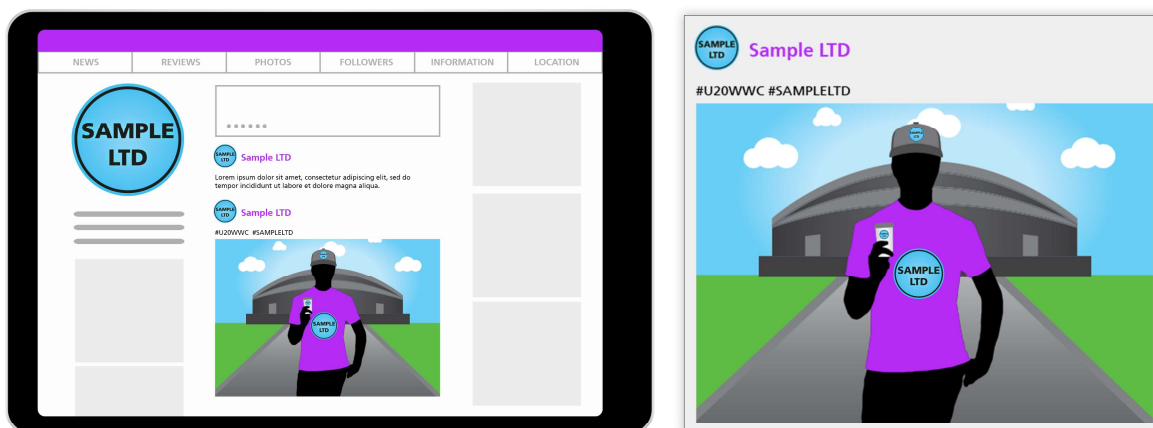 NEWS REVIEWS PHOTOS FOLLOWERS INFORMATION LOCATION
SAMPLE
LTD
SAMPLE
LTD
Sample LTD
Lorem ipsum dolor sit amet, consectetur adipiscing elit, sed do
tempor incididunt ut labore et dolore magna aliqua.
SAMPLE
LTD
Sample LTD
#U20WWC #SAMPLELTD
SAMPLE
LTD
SAMPLE
LTD
Sample LTD
#U20WWC #SAMPLELTD
SAMPLE
LTD